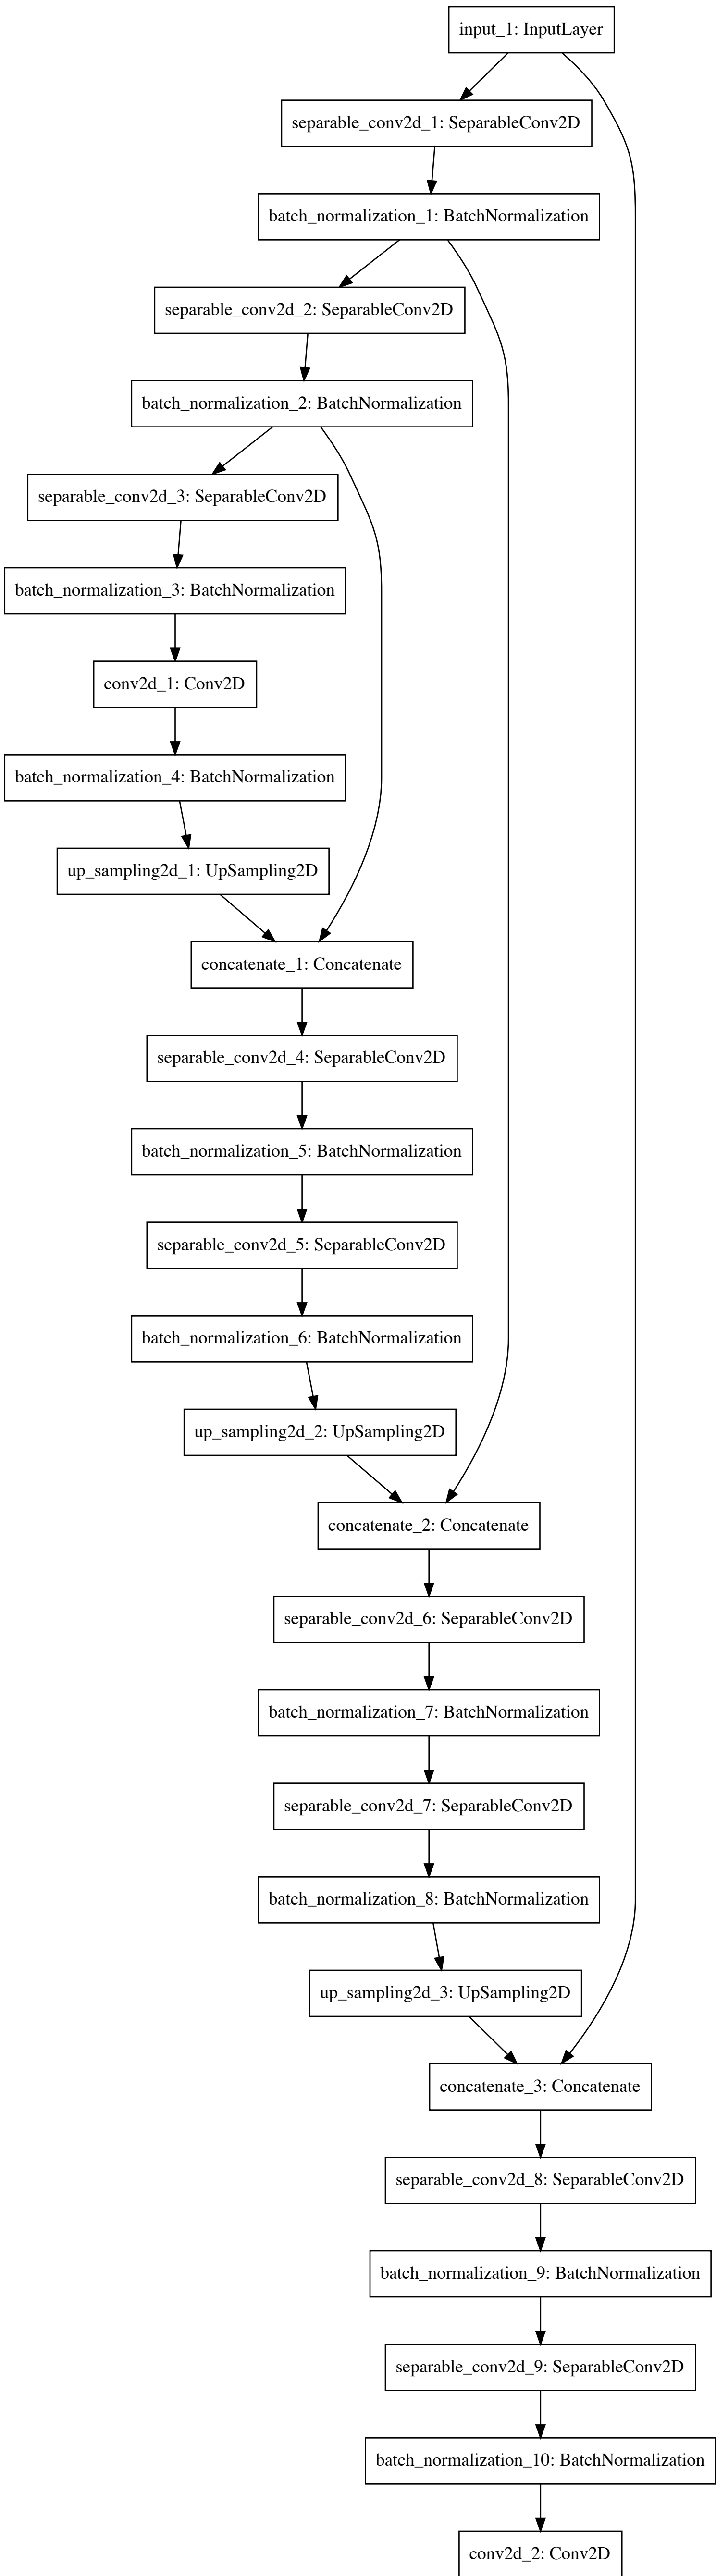 input_1: InputLayer
separable_conv2d_1: SeparableConv2D
batch_normalization_1: BatchNormalization
separable_conv2d_2: SeparableConv2D
batch_normalization_2: BatchNormalization
separable_conv2d_3: SeparableConv2D
batch_normalization_3: BatchNormalization
conv2d_1: Conv2D
batch_normalization_4: BatchNormalization
up_sampling2d_1: UpSampling2D
concatenate_1: Concatenate
separable_conv2d_4: SeparableConv2D
batch_normalization_5: BatchNormalization
separable_conv2d_5: SeparableConv2D
batch_normalization_6: BatchNormalization
up_sampling2d_2: UpSampling2D
concatenate_2: Concatenate
separable_conv2d_6: SeparableConv2D
batch_normalization_7: BatchNormalization
separable_conv2d_7: SeparableConv2D
batch_normalization_8: BatchNormalization
up_sampling2d_3: UpSampling2D
concatenate_3: Concatenate
separable_conv2d_8: SeparableConv2D
batch_normalization_9: BatchNormalization
separable_conv2d_9: SeparableConv2D
batch_normalization_10: BatchNormalization
conv2d_2: Conv2D